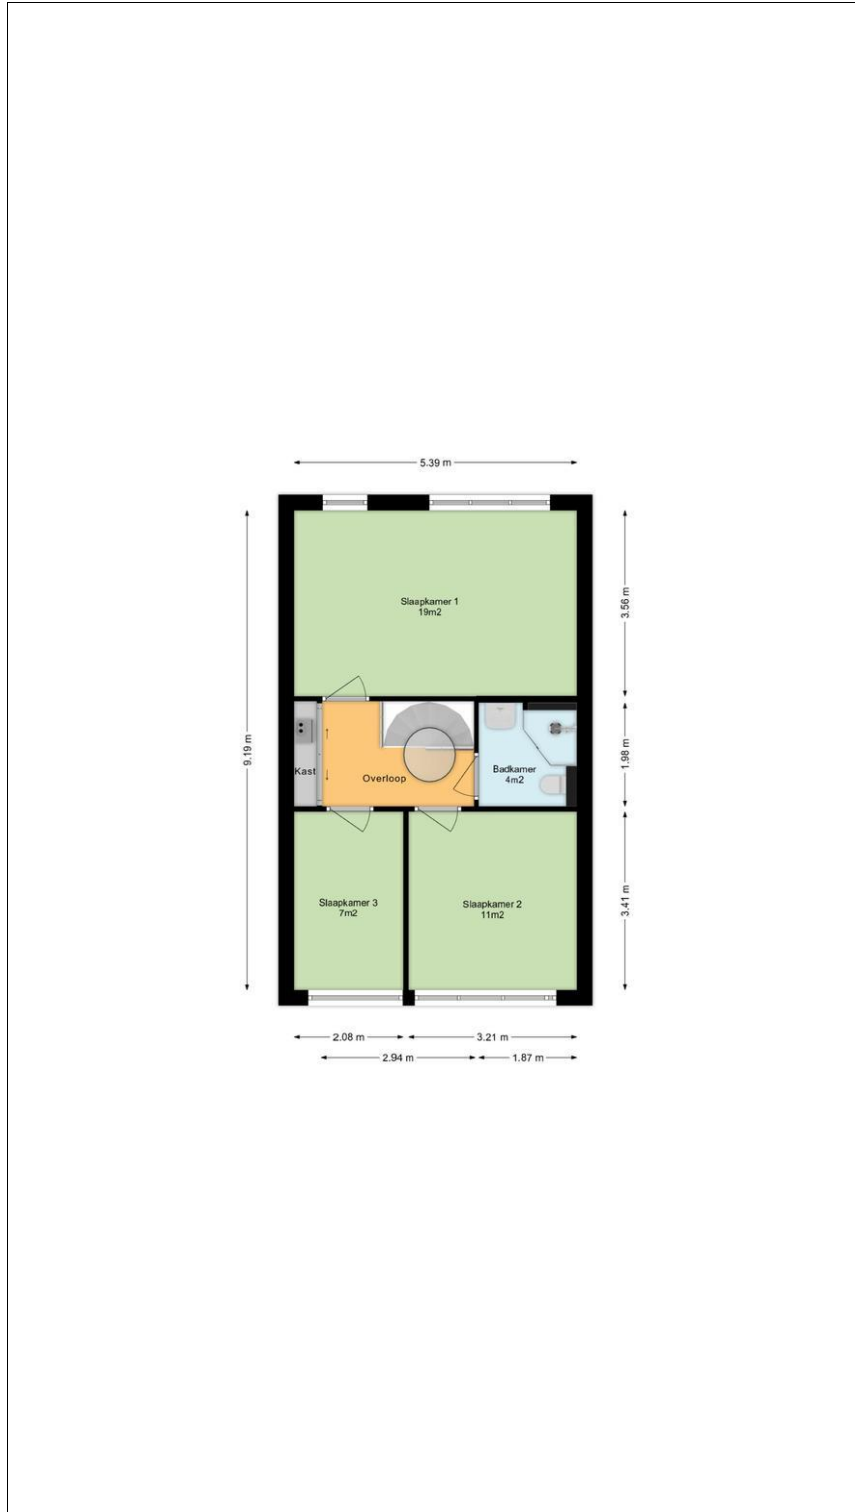 5.39 m
Slaapkamer 1
19m2
3.56 m
9.19 m
1.98 m
Kast
Overloop
Badkamer
4m2
3.41 m
Slaapkamer 3
7m2
Slaapkamer 2
11m2
2.08 m
3.21 m
2.94 m
1.87 m